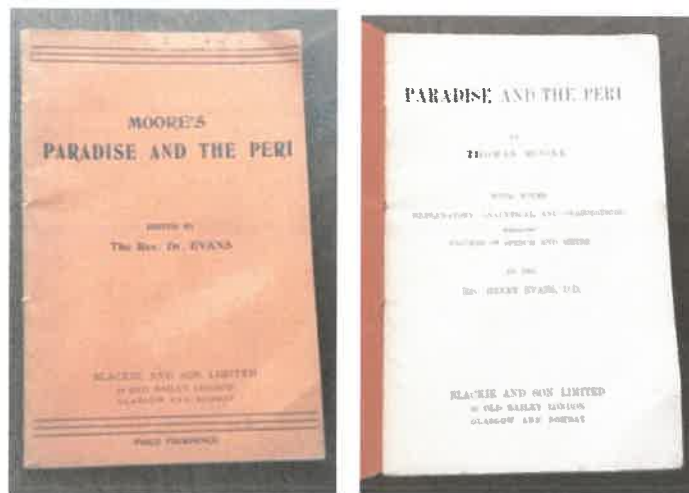 MOORE'S
PARADISE AND THE PERI
EDITED BY
The Rev. Dr. EVANS
BLACKIE AND SON LIMITED
50 OLD BAILEY LONDON
GLASGOW AND BOMBAY
PARADISE AND THE PERI
BY
THOMAS MOORE
WITH NOTES
EXPLANATORY ANALYTICAL AND GRAMMATICAL
FIGURES OF SPEECH AND METRE
BY THE
Rev. HENRY EVANS, D.D.
BLACKIE AND SON LIMITED
50 OLD BAILEY LONDON
GLASGOW AND BOMBAY